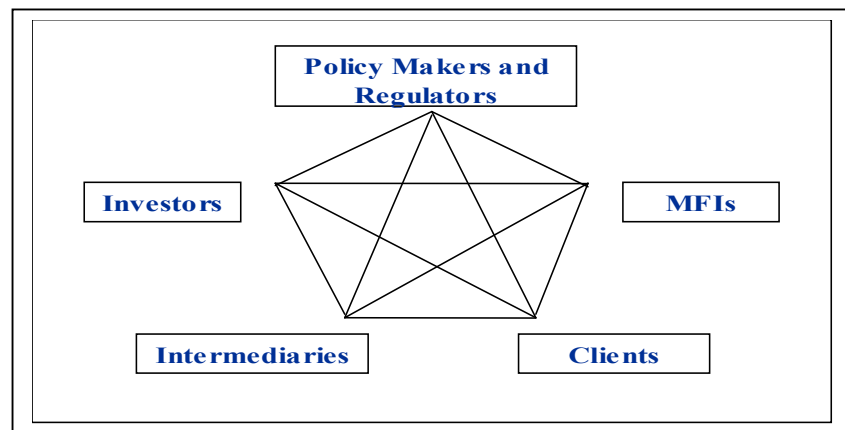 Policy Makers and
Regulators
Investors
MFIs
Intermediaries
Clients